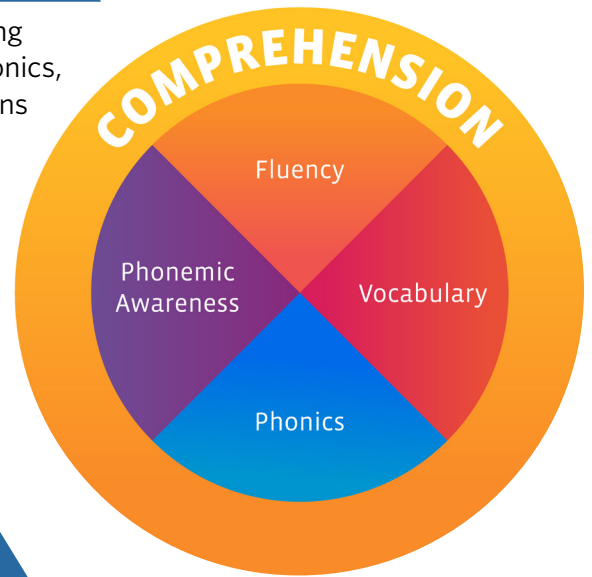 COMPREHENSION
Fluency
Phonemic
Awareness
Vocabulary
Phonics